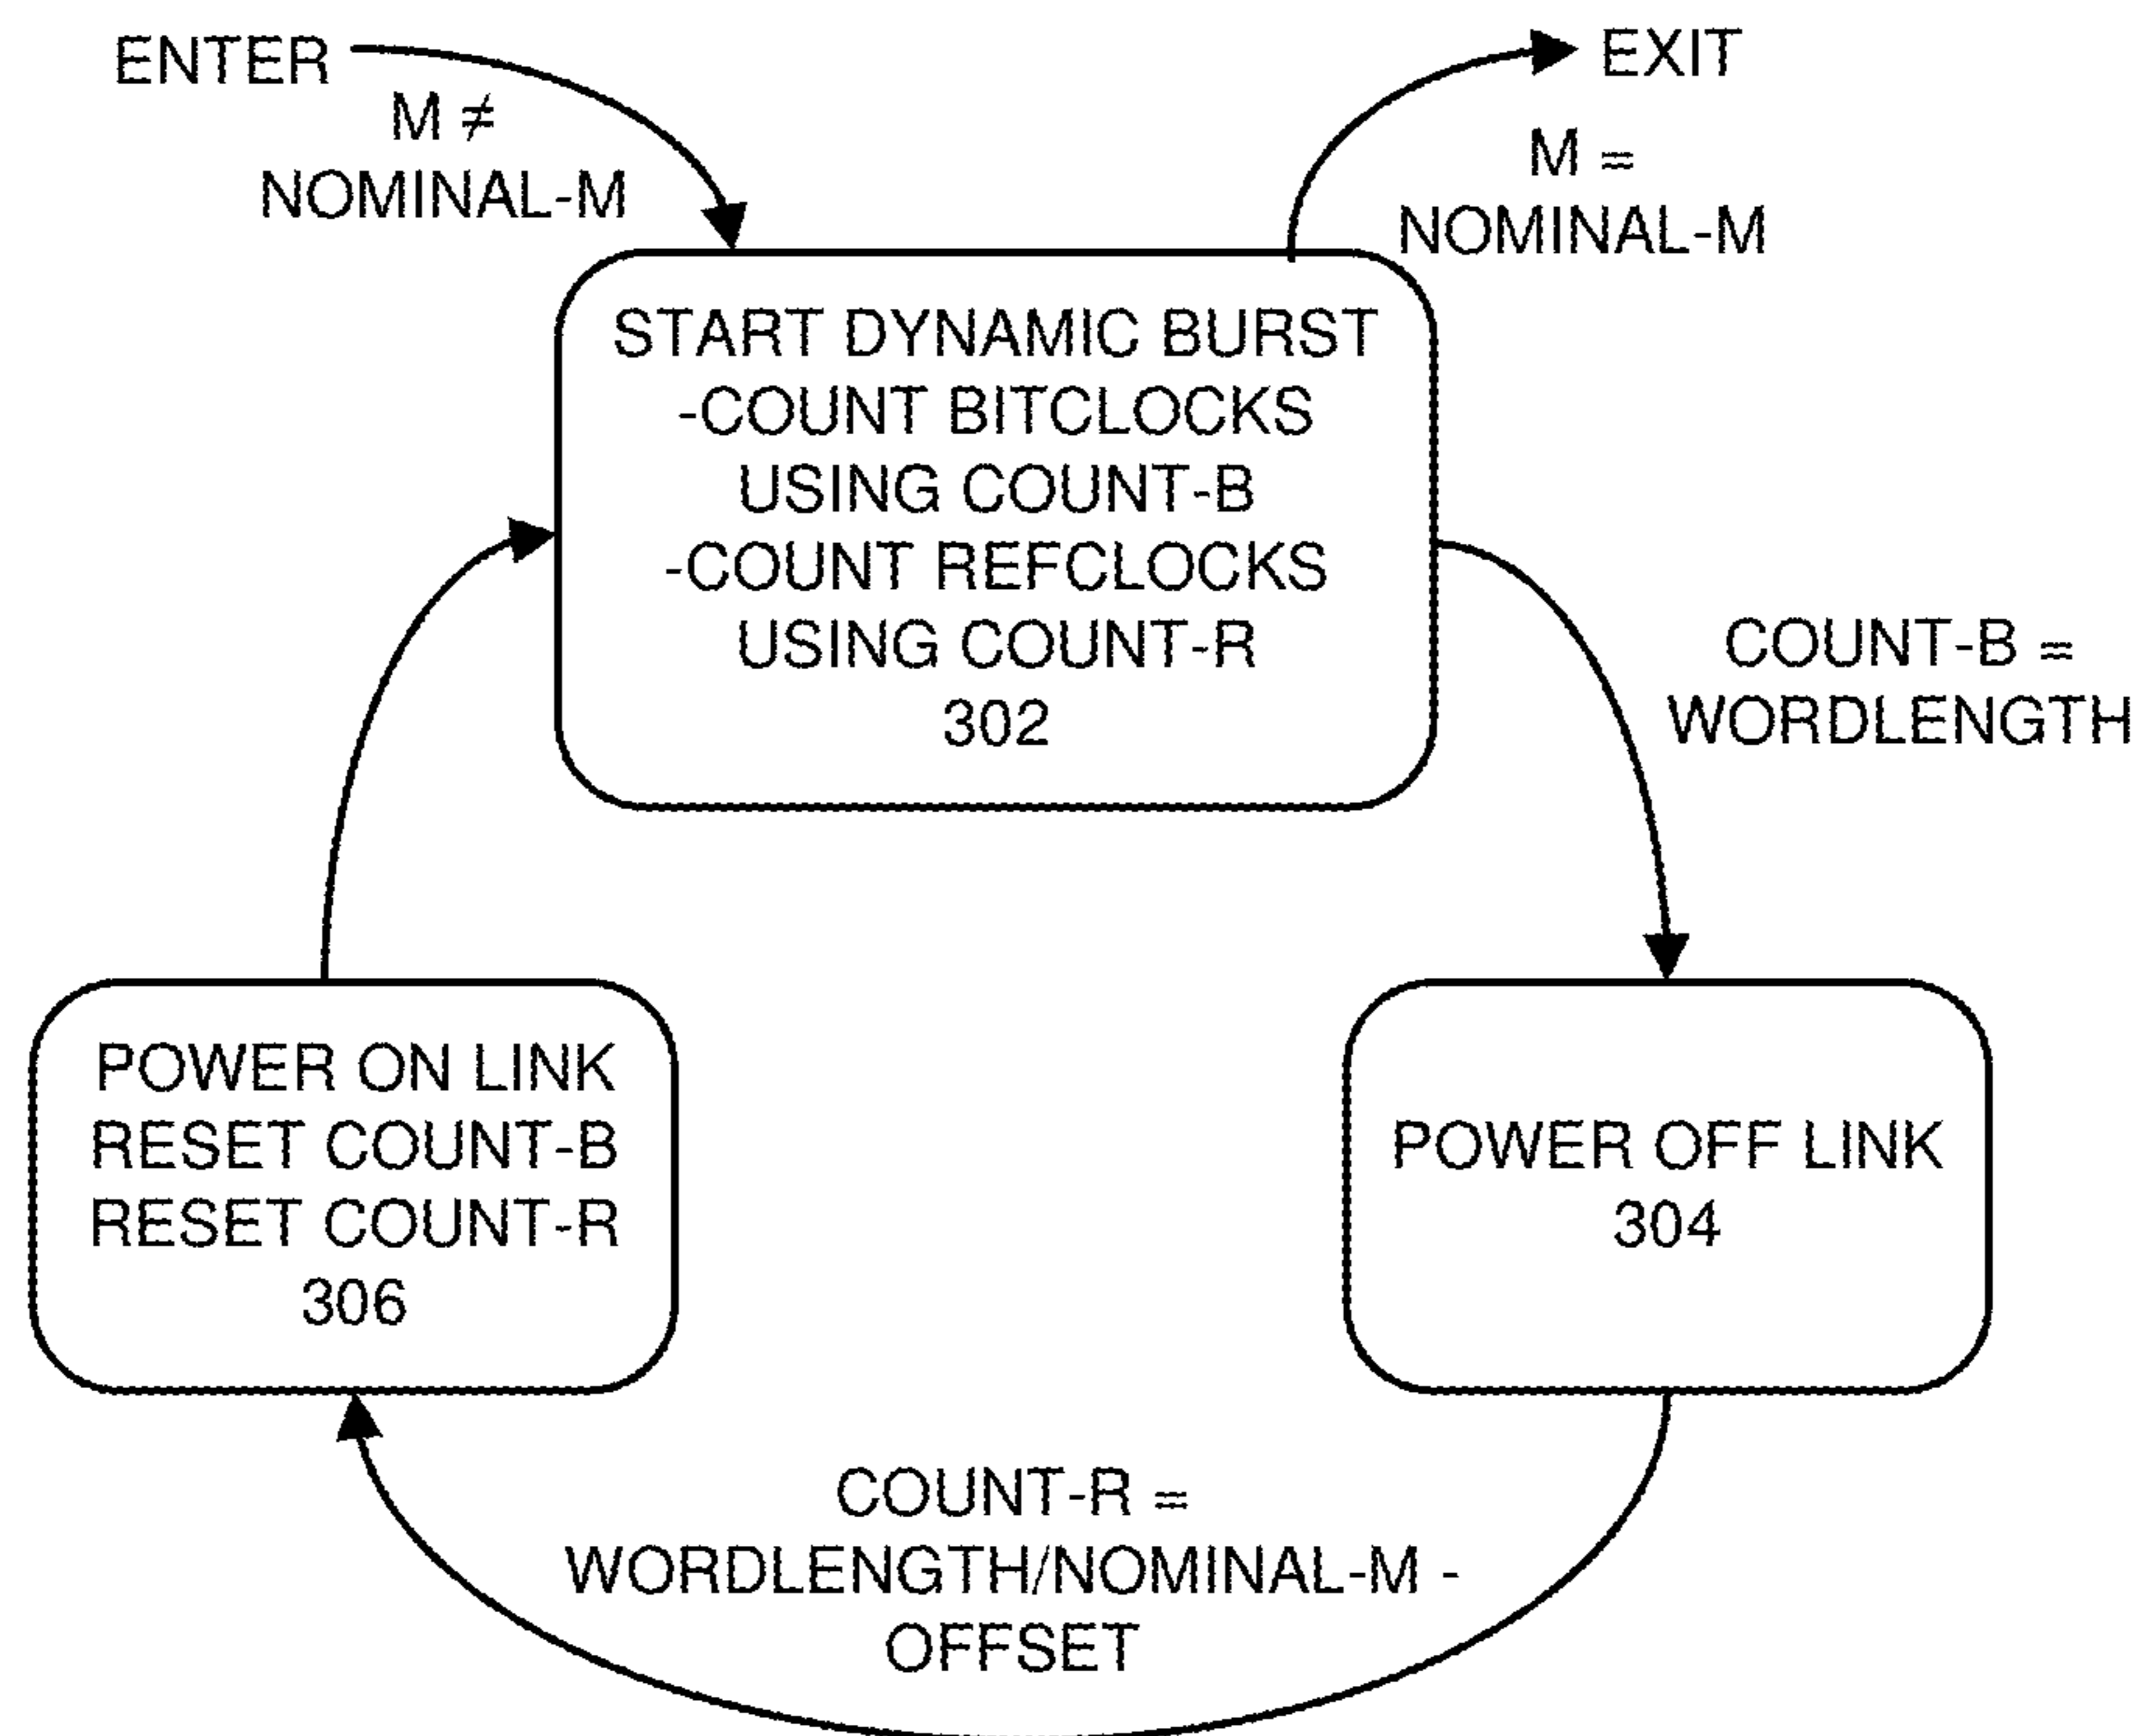 ENTER
M ≠
NOMINAL-M
EXIT
M =
NOMINAL-M
START DYNAMIC BURST
-COUNT BITCLOCKS
USING COUNT-B
-COUNT REFCLOCKS
USING COUNT-R
302
COUNT-B =
WORDLENGTH
POWER OFF LINK
304
COUNT-R =
WORDLENGTH/NOMINAL-M -
OFFSET
POWER ON LINK
RESET COUNT-B
RESET COUNT-R
306